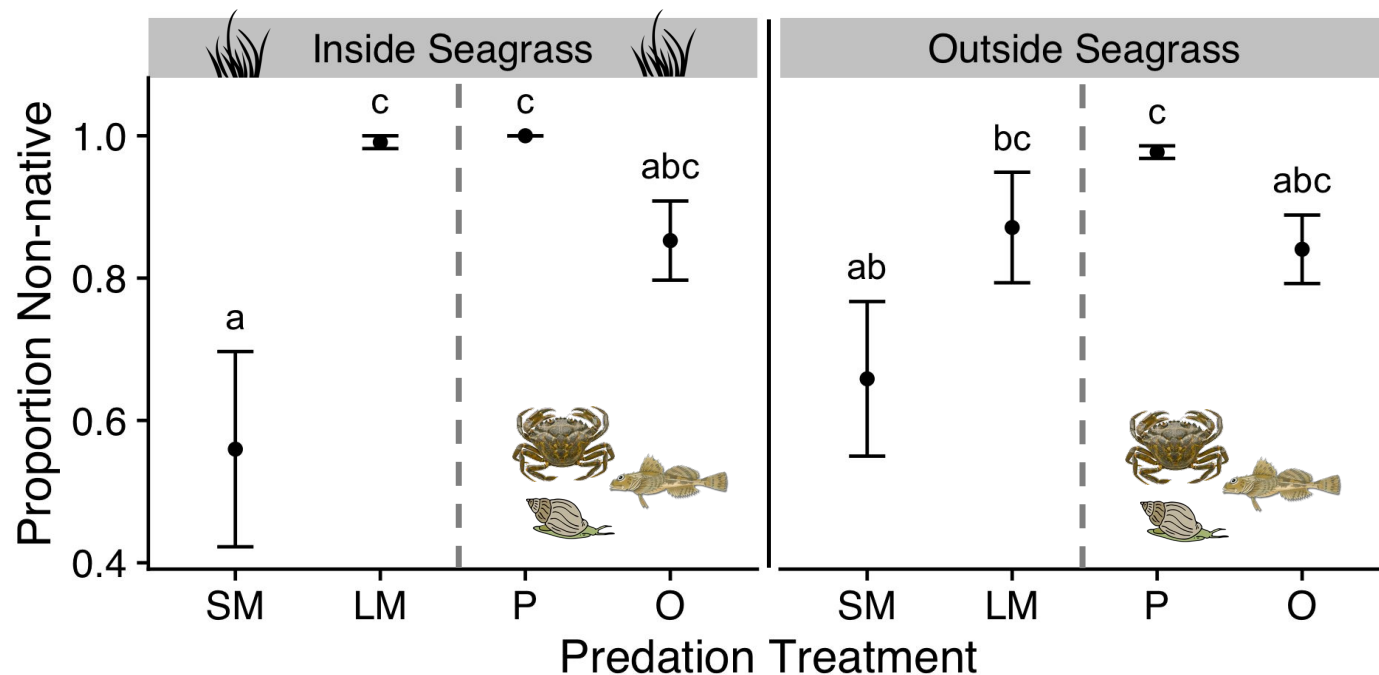 Inside Seagrass
Outside Seagrass
Proportion Non-native
1.0
0.8
0.6
0.4
a
c
c
abc
ab
bc
c
abc
SM LM P O
SM LM P O
Predation Treatment